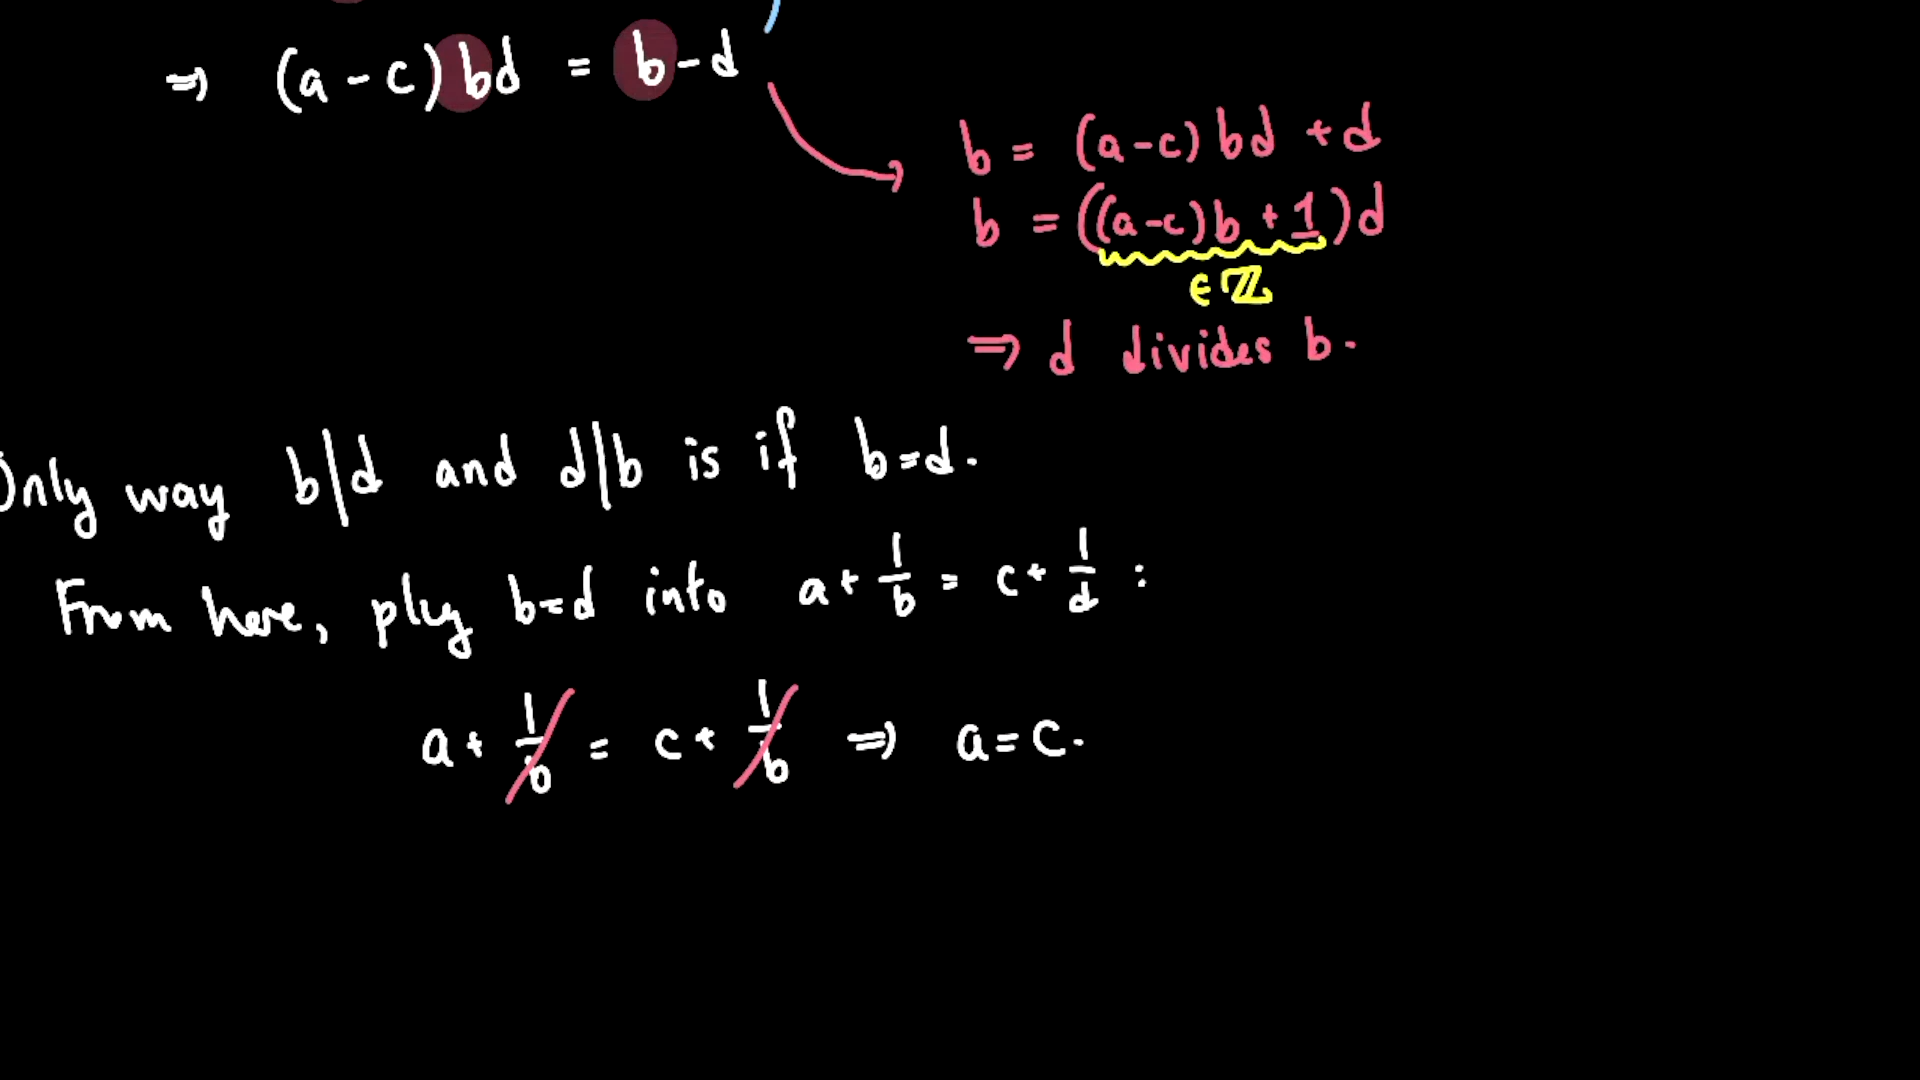 ⇒ (a-c)bd = b-d
b = (a-c)bd + d
b = ((a-c)b + 1)d
∈ ℤ
⇒ d divides b.
Only way b|d and d|b is if b=d.
From here, plug b=d into a + 1/b = c + 1/d :
a + 1/b = c + 1/b ⇒ a=c.